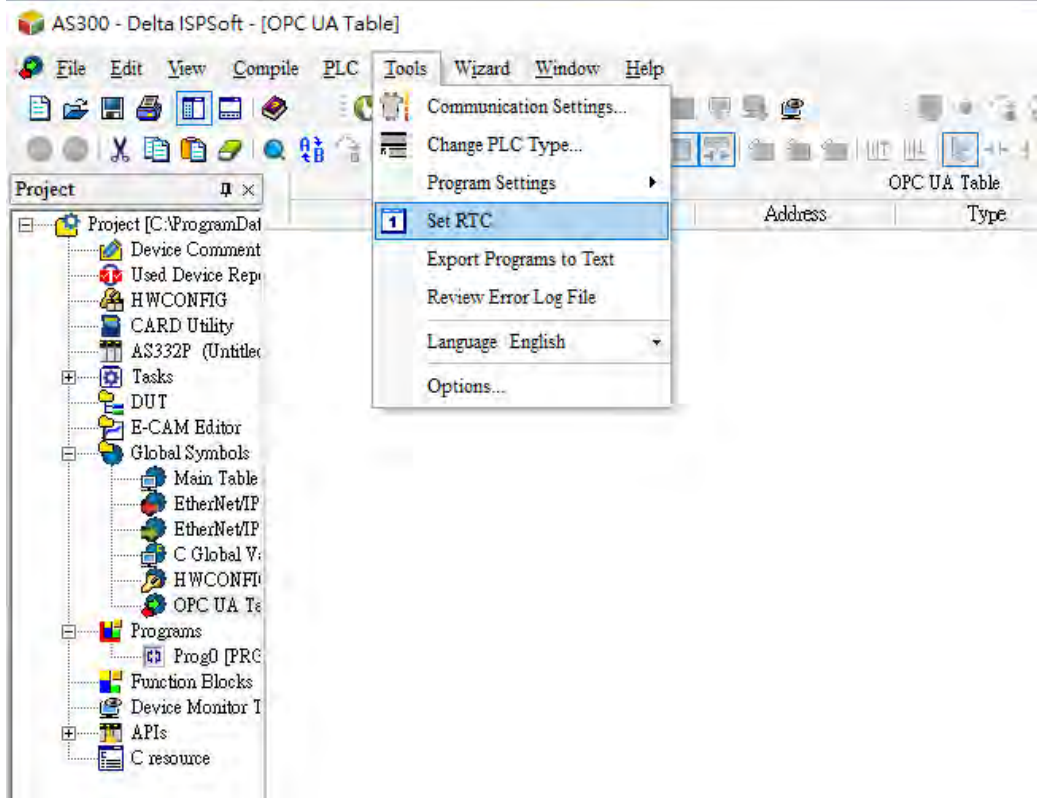 AS300 - Delta ISPSoft - [OPC UA Table]
File Edit View Compile PLC Tools Wizard Window Help
Communication Settings...
Change PLC Type...
Program Settings
1 Set RTC
Export Programs to Text
Review Error Log File
Language English
Options...
OPC UA Table
Address Type
Project
Project [C:\ProgramDat
Device Comment
Used Device Rep
HWCONFIG
CARD Utility
AS332P (Untitled
Tasks
DUT
E-CAM Editor
Global Symbols
Main Table
EtherNet/IP
EtherNet/IP
C Global Va
HWCONFI
OPC UA Ta
Programs
Prog0 [PRG
Function Blocks
Device Monitor T
APIs
C resource